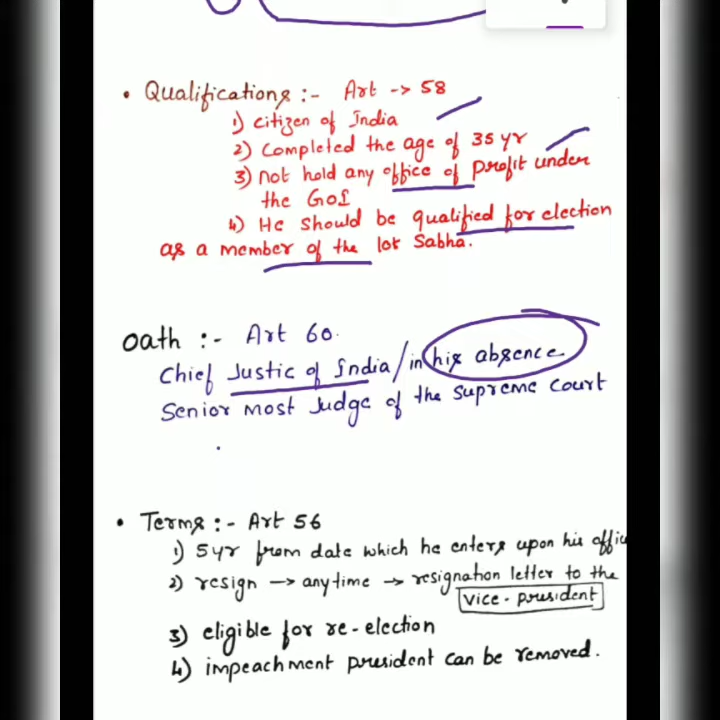 • Qualifications :- Art -> 58
1) citizen of India
2) Completed the age of 35 yr
3) not hold any office of profit under
the GOI
4) He should be qualified for election
as a member of the lok Sabha.
Oath :- Art 60.
Chief Justic of India / in his absence
Senior most Judge of the supreme court
• Terms :- Art 56
1) 5yr from date which he enters upon his offic
2) resign -> anytime -> resignation letter to the
vice-president
3) eligible for re-election
4) impeachment president can be removed.